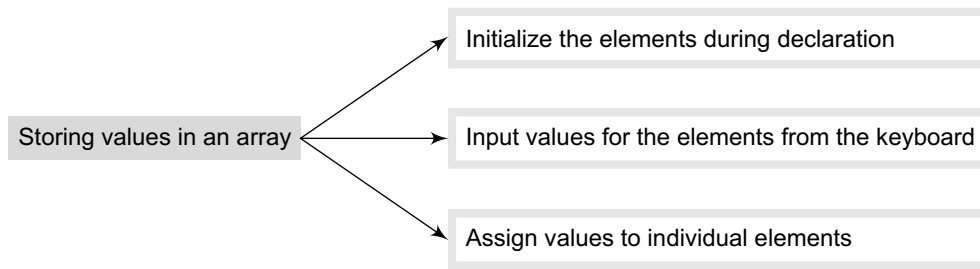 Initialize the elements during declaration
Storing values in an array
Input values for the elements from the keyboard
Assign values to individual elements